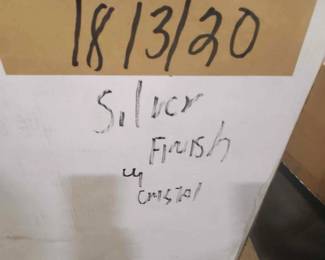 18/3/20
Silver
Finish
w/
crystal